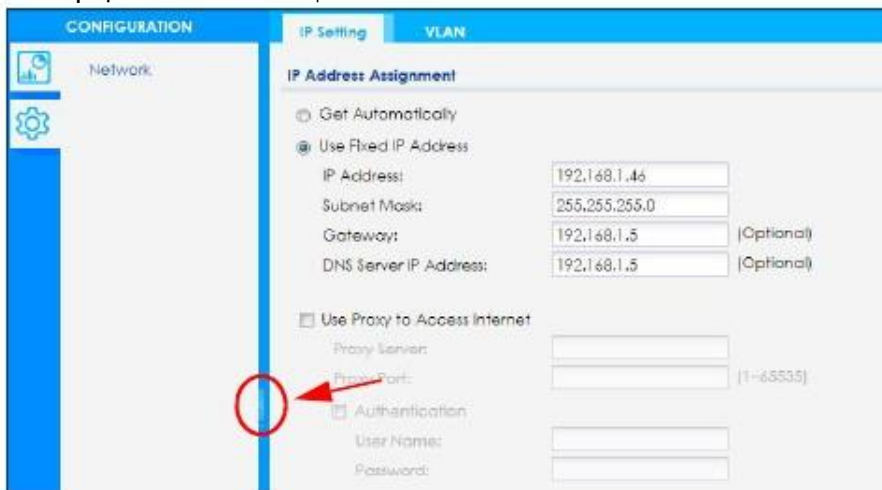 CONFIGURATION
IP Setting VLAN
Network
IP Address Assignment
Get Automatically
Use Fixed IP Address
IP Address: 192.168.1.46
Subnet Mask: 255.255.255.0
Gateway: 192.168.1.5 (Optional)
DNS Server IP Address: 192.168.1.5 (Optional)
Use Proxy to Access Internet
Proxy Server:
Proxy Port: (1~65535)
Authentication
User Name:
Password: